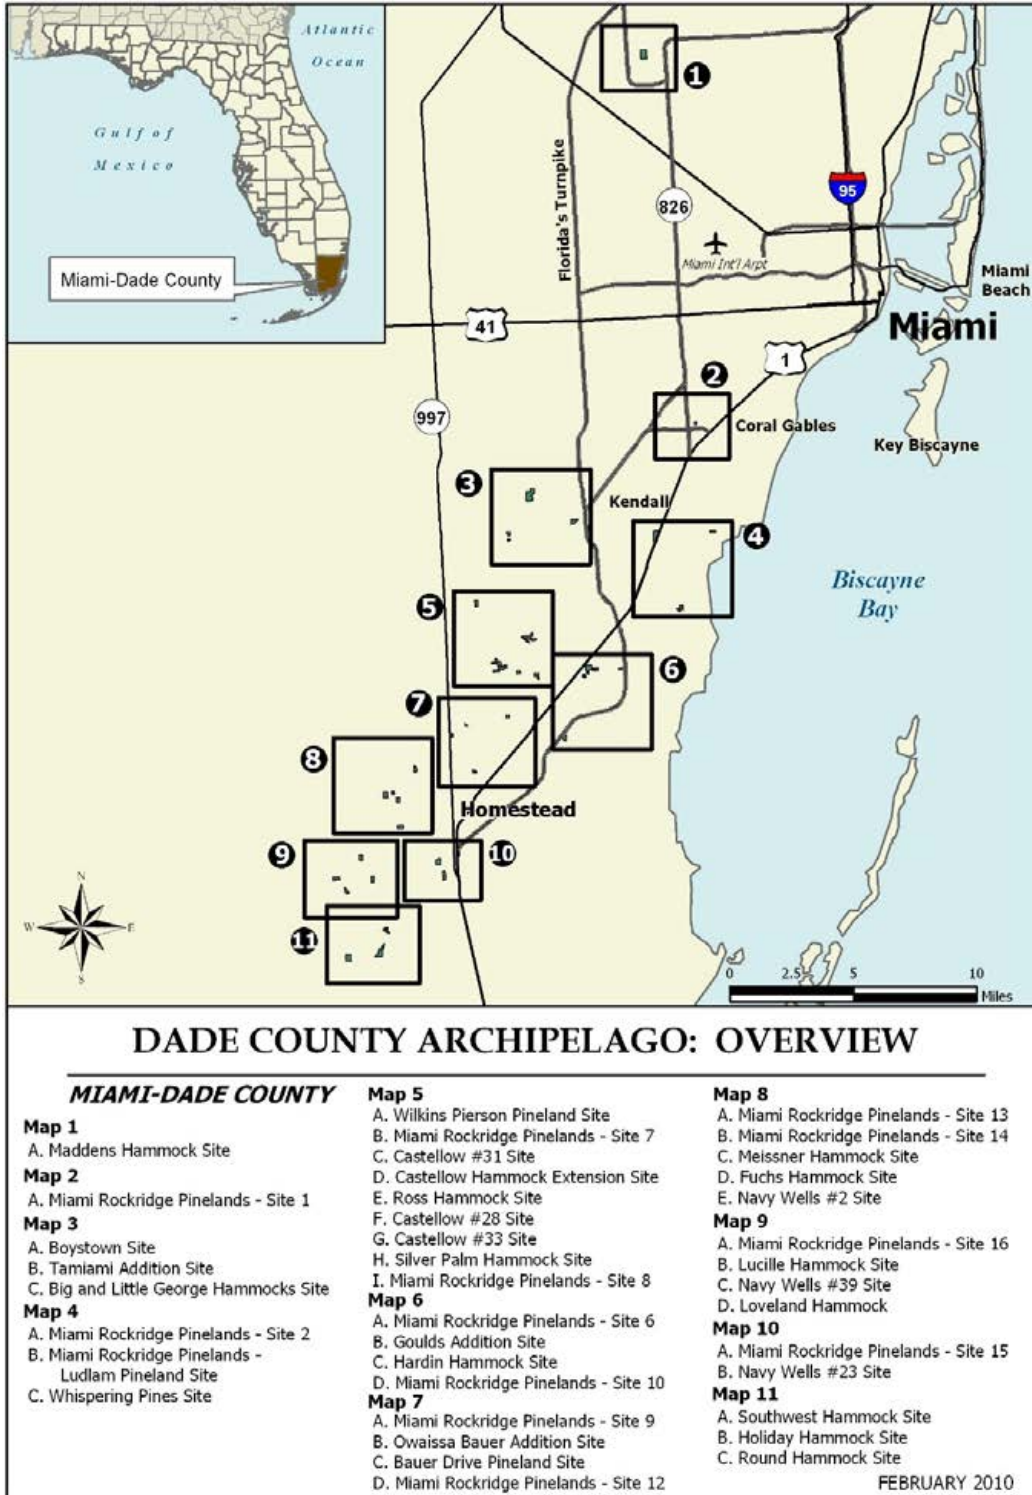 Atlantic
Ocean
Gulf of
Mexico
Miami-Dade County
1
Florida's Turnpike
826
95
Miami Int'l Arpt
Miami
Beach
41
Miami
1
2
997
Coral Gables
Key Biscayne
3
Kendall
4
Biscayne
Bay
5
6
7
8
Homestead
9
10
11
N
W
E
S
0 2.5 5 10
Miles
DADE COUNTY ARCHIPELAGO: OVERVIEW
MIAMI-DADE COUNTY
Map 1
A. Maddens Hammock Site
Map 2
A. Miami Rockridge Pinelands - Site 1
Map 3
A. Boystown Site
B. Tamiami Addition Site
C. Big and Little George Hammocks Site
Map 4
A. Miami Rockridge Pinelands - Site 2
B. Miami Rockridge Pinelands -
Ludlam Pineland Site
C. Whispering Pines Site
Map 5
A. Wilkins Pierson Pineland Site
B. Miami Rockridge Pinelands - Site 7
C. Castellow #31 Site
D. Castellow Hammock Extension Site
E. Ross Hammock Site
F. Castellow #28 Site
G. Castellow #33 Site
H. Silver Palm Hammock Site
I. Miami Rockridge Pinelands - Site 8
Map 6
A. Miami Rockridge Pinelands - Site 6
B. Goulds Addition Site
C. Hardin Hammock Site
D. Miami Rockridge Pinelands - Site 10
Map 7
A. Miami Rockridge Pinelands - Site 9
B. Owaissa Bauer Addition Site
C. Bauer Drive Pineland Site
D. Miami Rockridge Pinelands - Site 12
Map 8
A. Miami Rockridge Pinelands - Site 13
B. Miami Rockridge Pinelands - Site 14
C. Meissner Hammock Site
D. Fuchs Hammock Site
E. Navy Wells #2 Site
Map 9
A. Miami Rockridge Pinelands - Site 16
B. Lucille Hammock Site
C. Navy Wells #39 Site
D. Loveland Hammock
Map 10
A. Miami Rockridge Pinelands - Site 15
B. Navy Wells #23 Site
Map 11
A. Southwest Hammock Site
B. Holiday Hammock Site
C. Round Hammock Site
FEBRUARY 2010